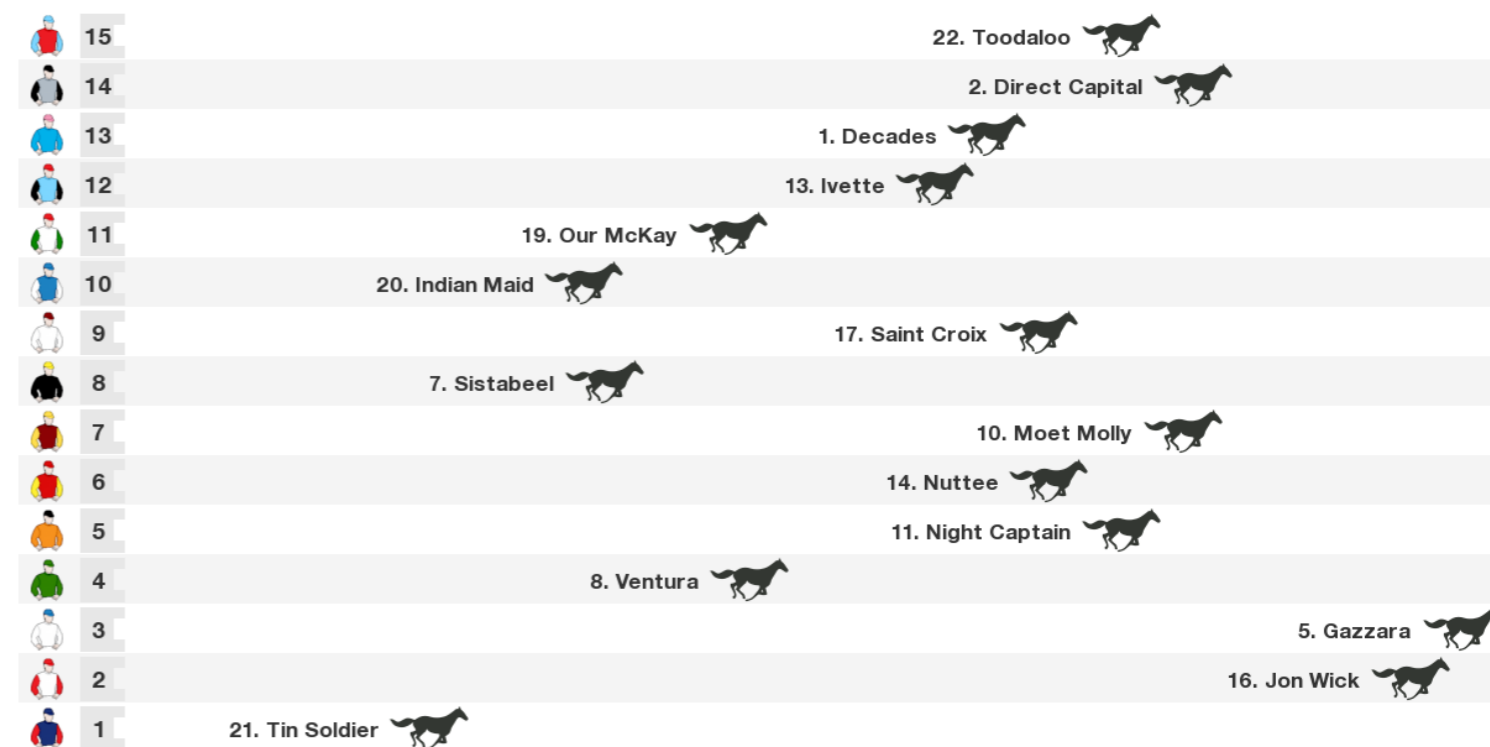 15 22. Toodaloo
14 2. Direct Capital
13 1. Decades
12 13. Ivette
11 19. Our McKay
10 20. Indian Maid
9 17. Saint Croix
8 7. Sistabeel
7 10. Moet Molly
6 14. Nuttee
5 11. Night Captain
4 8. Ventura
3 5. Gazzara
2 16. Jon Wick
1 21. Tin Soldier